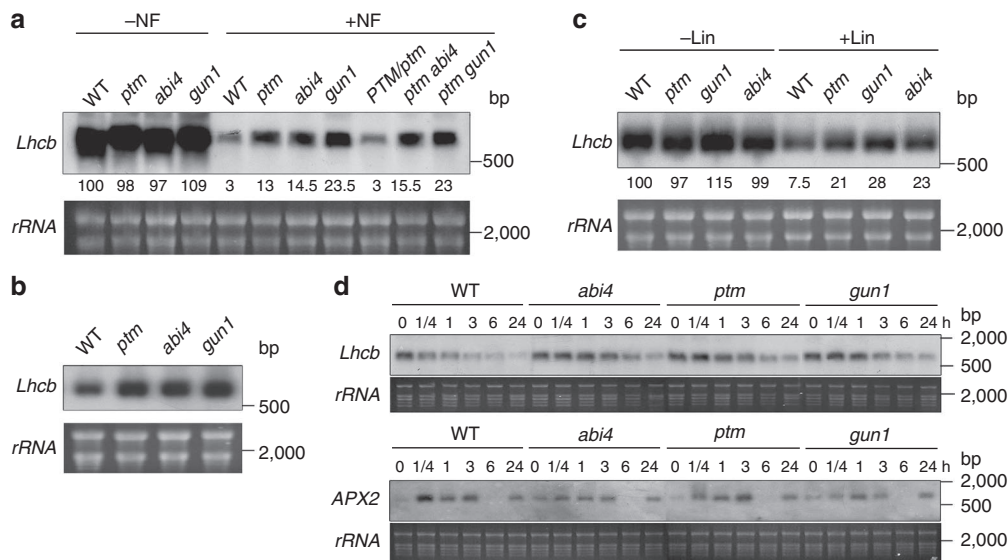 a
–NF +NF
WT ptm abi4 gun1 WT ptm abi4 gun1 PTM/ptm ptm abi4 ptm gun1
bp
Lhcb
500
100 98 97 109 3 13 14.5 23.5 3 15.5 23
rRNA
2,000
b
WT ptm abi4 gun1
bp
Lhcb
500
rRNA
2,000
c
–Lin +Lin
WT ptm gun1 abi4 WT ptm gun1 abi4
bp
Lhcb
500
100 97 115 99 7.5 21 28 23
rRNA
2,000
d
WT abi4 ptm gun1
0 1/4 1 3 6 24 0 1/4 1 3 6 24 0 1/4 1 3 6 24 0 1/4 1 3 6 24 h
bp
2,000
Lhcb
500
rRNA
2,000
WT abi4 ptm gun1
0 1/4 1 3 6 24 0 1/4 1 3 6 24 0 1/4 1 3 6 24 0 1/4 1 3 6 24 h
bp
2,000
APX2
500
rRNA
2,000